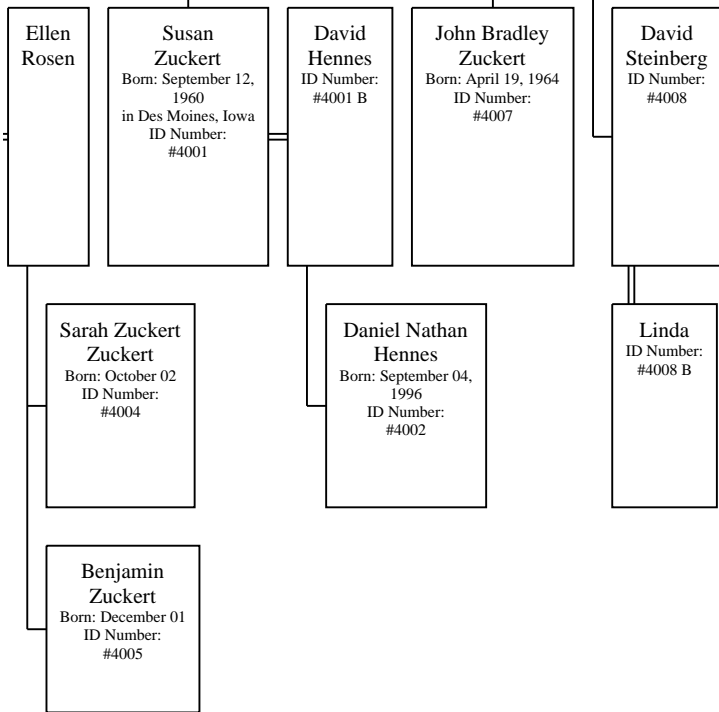 Ellen
Rosen
Susan
Zuckert
Born: September 12,
1960
in Des Moines, Iowa
ID Number:
#4001
David
Hennes
ID Number:
#4001 B
John Bradley
Zuckert
Born: April 19, 1964
ID Number:
#4007
David
Steinberg
ID Number:
#4008
Sarah Zuckert
Zuckert
Born: October 02
ID Number:
#4004
Daniel Nathan
Hennes
Born: September 04,
1996
ID Number:
#4002
Linda
ID Number:
#4008 B
Benjamin
Zuckert
Born: December 01
ID Number:
#4005